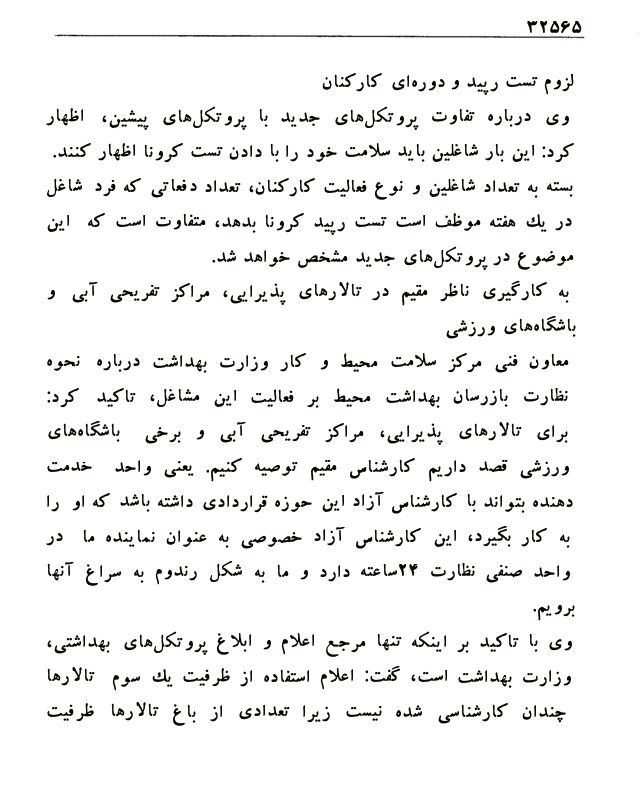 ۳۲۵۶۵
لزوم تست رپید و دوره‌ای کارکنان
وی درباره تفاوت پروتکل‌های جدید با پروتکل‌های پیشین، اظهار
کرد: این بار شاغلین باید سلامت خود را با دادن تست کرونا اظهار کنند.
بسته به تعداد شاغلین و نوع فعالیت کارکنان، تعداد دفعاتی که فرد شاغل
در یك هفته موظف است تست رپید کرونا بدهد، متفاوت است که این
موضوع در پروتکل‌های جدید مشخص خواهد شد.
به کارگیری ناظر مقیم در تالارهای پذیرایی، مراکز تفریحی آبی و
باشگاه‌های ورزشی
معاون فنی مرکز سلامت محیط و کار وزارت بهداشت درباره نحوه
نظارت بازرسان بهداشت محیط بر فعالیت این مشاغل، تاکید کرد:
برای تالارهای پذیرایی، مراکز تفریحی آبی و برخی باشگاه‌های
ورزشی قصد داریم کارشناس مقیم توصیه کنیم. یعنی واحد خدمت
دهنده بتواند با کارشناس آزاد این حوزه قراردادی داشته باشد که او را
به کار بگیرد، این کارشناس آزاد خصوصی به عنوان نماینده ما در
واحد صنفی نظارت ۲۴ساعته دارد و ما به شکل رندوم به سراغ آنها
برویم.
وی با تاکید بر اینکه تنها مرجع اعلام و ابلاغ پروتکل‌های بهداشتی،
وزارت بهداشت است، گفت: اعلام استفاده از ظرفیت یك سوم تالارها
چندان کارشناسی شده نیست زیرا تعدادی از باغ تالارها ظرفیت